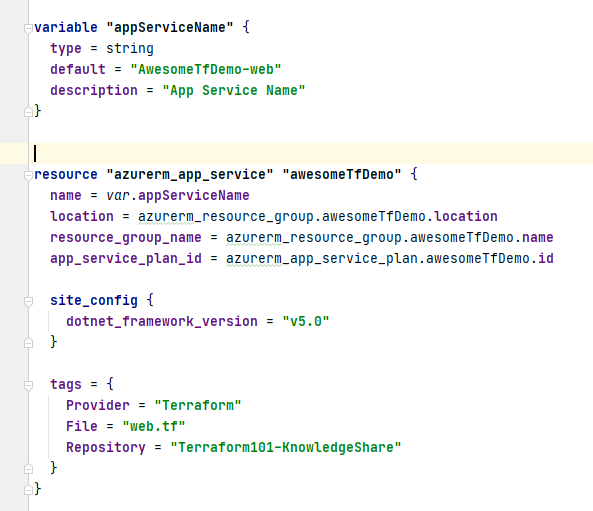 variable "appServiceName" {
  type = string
  default = "AwesomeTfDemo-web"
  description = "App Service Name"
}
resource "azurerm_app_service" "awesomeTfDemo" {
  name = var.appServiceName
  location = azurerm_resource_group.awesomeTfDemo.location
  resource_group_name = azurerm_resource_group.awesomeTfDemo.name
  app_service_plan_id = azurerm_app_service_plan.awesomeTfDemo.id
  site_config {
    dotnet_framework_version = "v5.0"
  }
  tags = {
    Provider = "Terraform"
    File = "web.tf"
    Repository = "Terraform101-KnowledgeShare"
  }
}